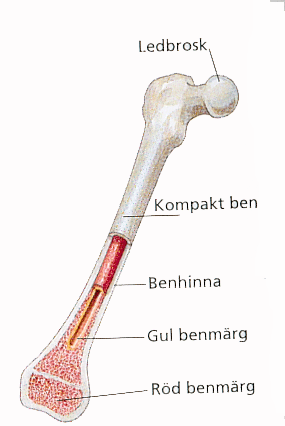 Ledbrosk
Kompakt ben
Benhinna
Gul benmärg
Röd benmärg